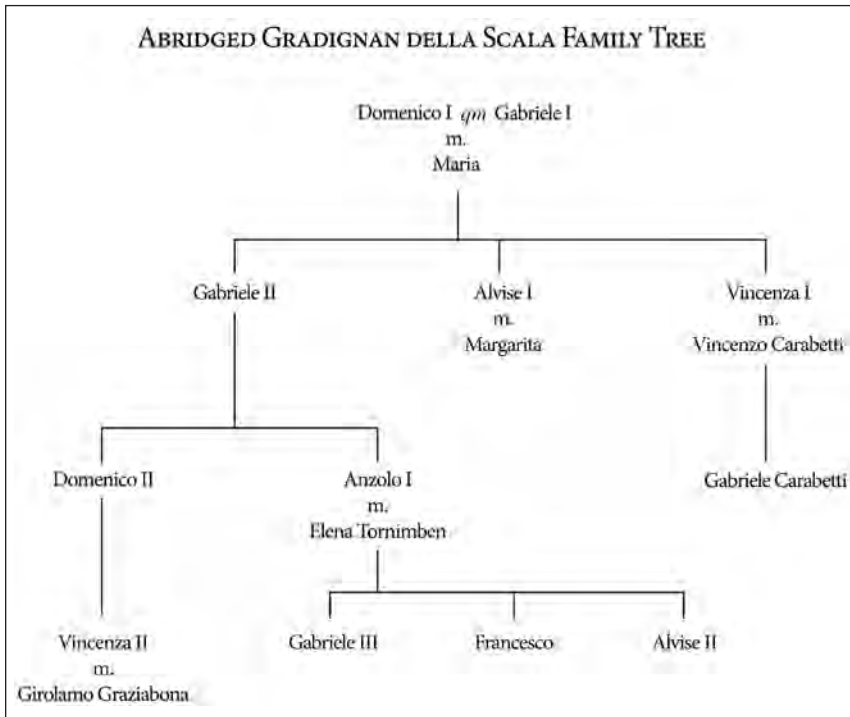 ABRIDGED GRADIGNAN DELLA SCALA FAMILY TREE
Domenico I qm Gabriele I
m.
Maria
Gabriele II
Alvise I
m.
Margarita
Vincenza I
m.
Vincenzo Carabetti
Domenico II
Anzolo I
m.
Elena Tornimben
Gabriele Carabetti
Vincenza II
m.
Girolamo Graziabona
Gabriele III
Francesco
Alvise II